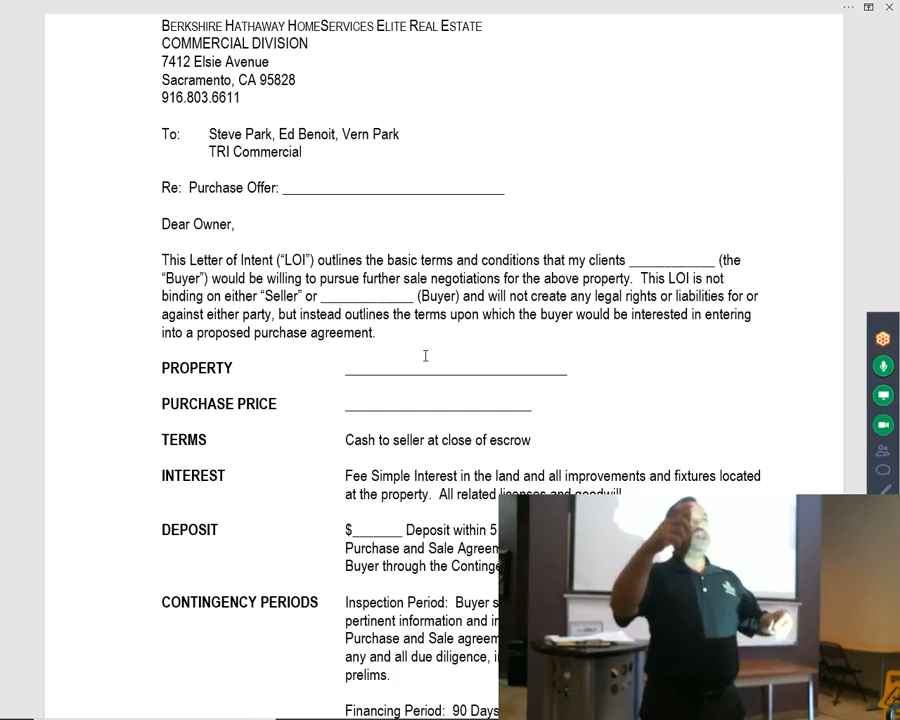 BERKSHIRE HATHAWAY HOMESERVICES ELITE REAL ESTATE
COMMERCIAL DIVISION
7412 Elsie Avenue
Sacramento, CA 95828
916.803.6611
To: Steve Park, Ed Benoit, Vern Park
TRI Commercial
Re: Purchase Offer: ______________________________
Dear Owner,
This Letter of Intent (“LOI”) outlines the basic terms and conditions that my clients ____________ (the
“Buyer”) would be willing to pursue further sale negotiations for the above property. This LOI is not
binding on either “Seller” or _____________ (Buyer) and will not create any legal rights or liabilities for or
against either party, but instead outlines the terms upon which the buyer would be interested in entering
into a proposed purchase agreement.
PROPERTY ______________________________
PURCHASE PRICE _________________________
TERMS Cash to seller at close of escrow
INTEREST Fee Simple Interest in the land and all improvements and fixtures located
at the property. All related licenses and goodwill
DEPOSIT $_______ Deposit within 5
Purchase and Sale Agreem
Buyer through the Continge
CONTINGENCY PERIODS Inspection Period: Buyer s
pertinent information and in
Purchase and Sale agreem
any and all due diligence, i
prelims.
Financing Period: 90 Days